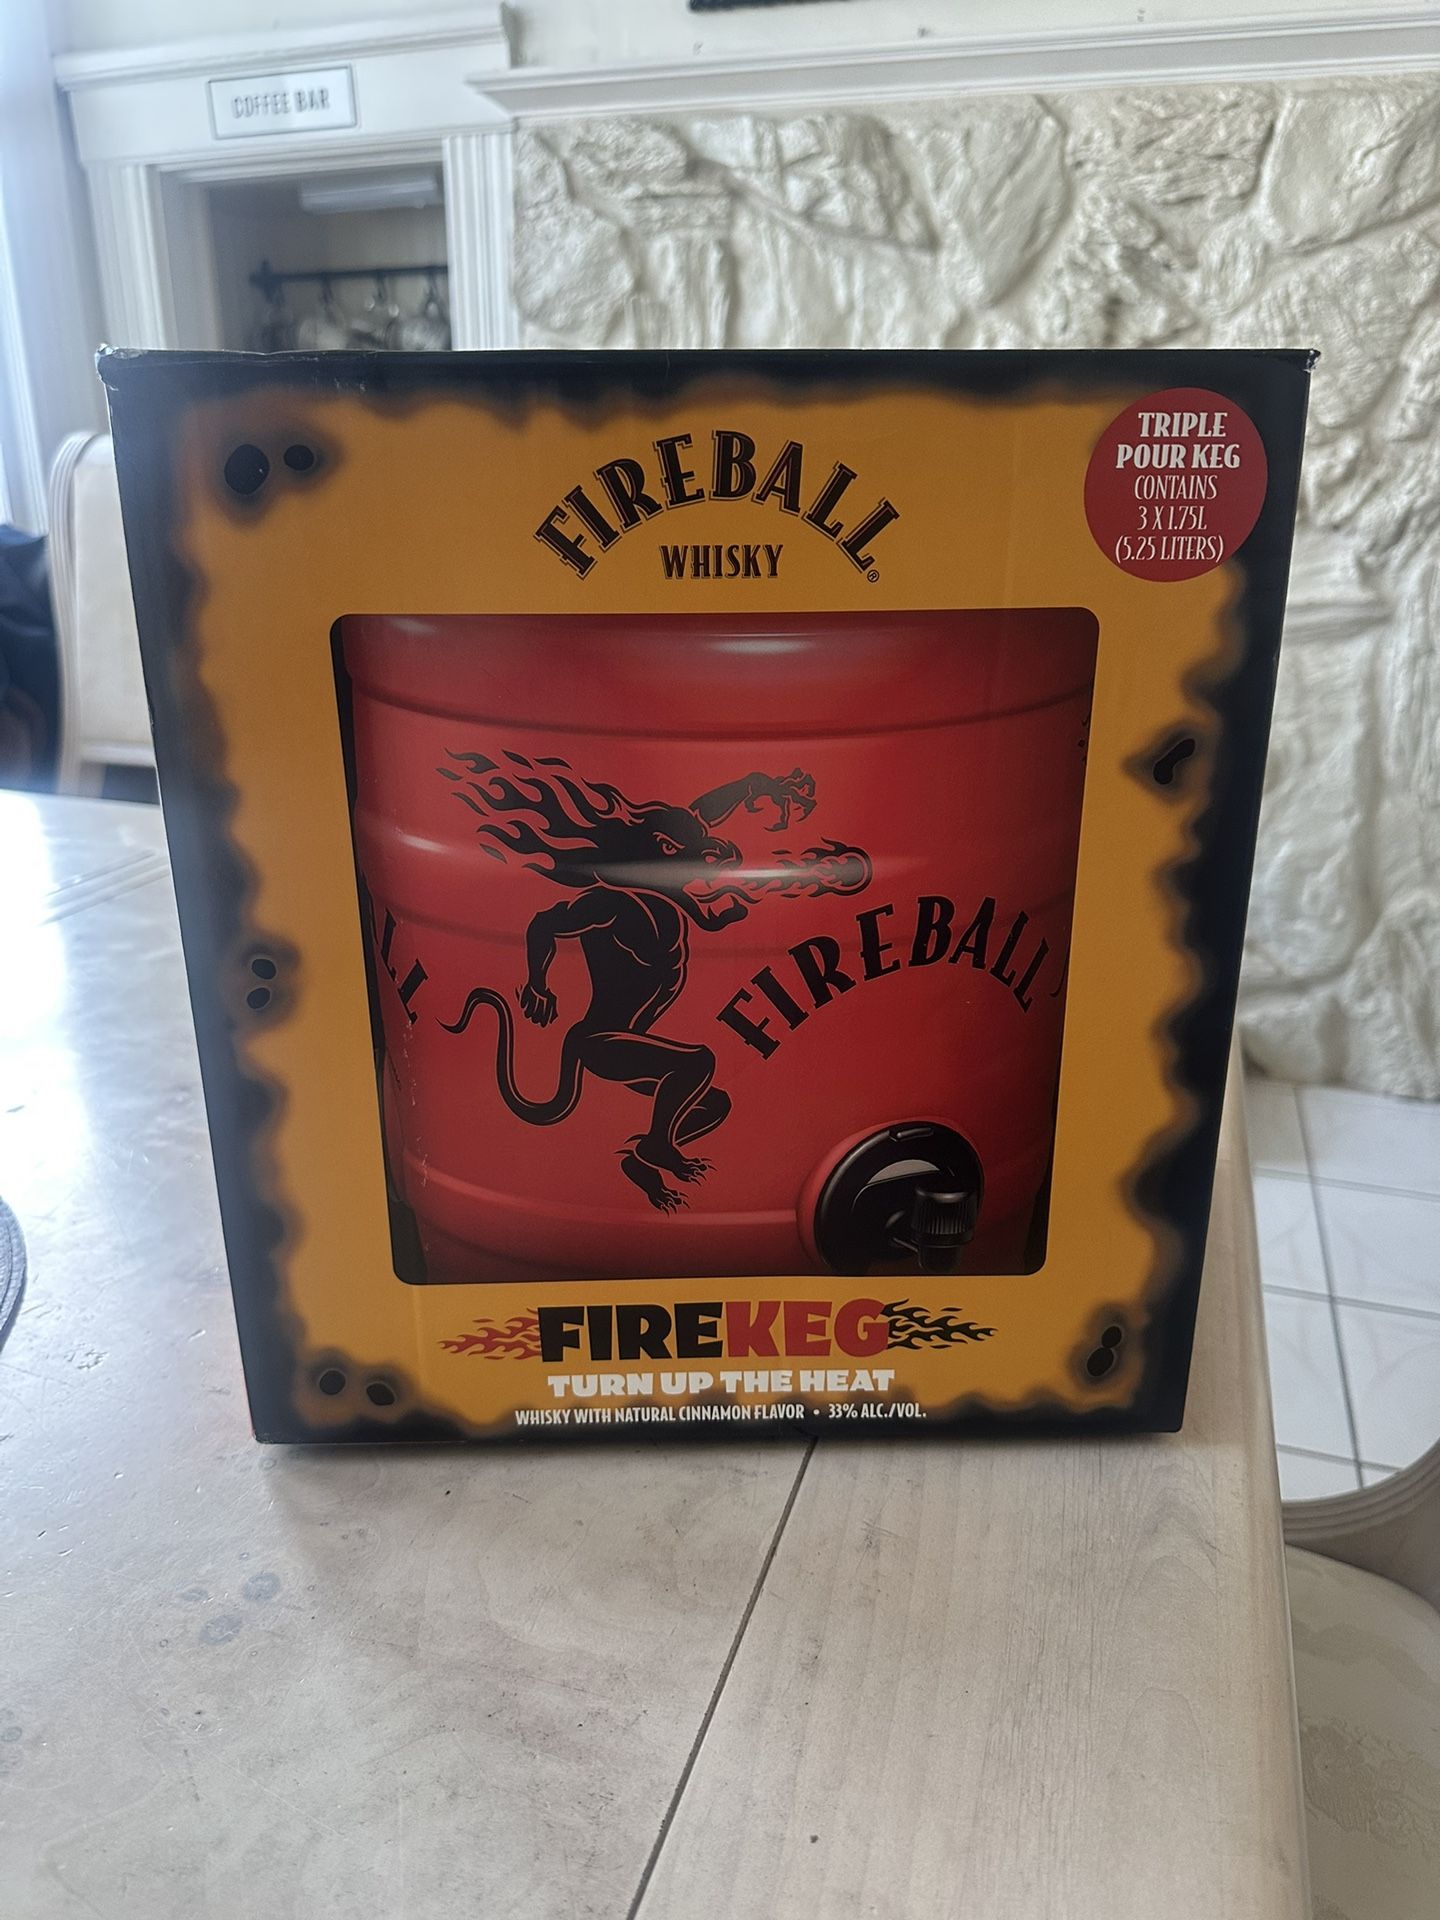 COFFEE BAR
TRIPLE
POUR KEG
CONTAINS
3 X 1.75L
(5.25 LITERS)
FIREBALL®
WHISKY
LL
FIREBALL
FIREKEG
TURN UP THE HEAT
WHISKY WITH NATURAL CINNAMON FLAVOR • 33% ALC./VOL.